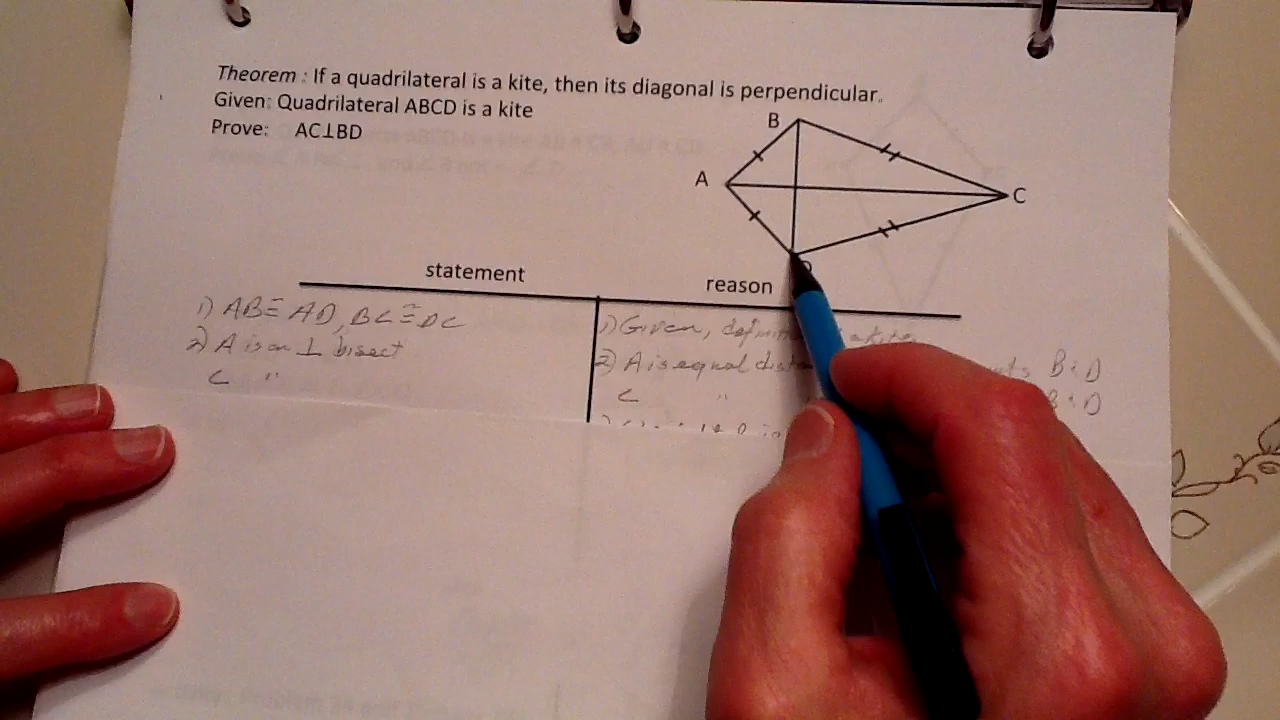 Theorem : If a quadrilateral is a kite, then its diagonal is perpendicular.
Given: Quadrilateral ABCD is a kite
Prove: AC⊥BD
B
A
C
D
statement
reason
1) AB≅AD, BC≅DC
1) Given, a kite
2) A is on ⊥ bisect
2) A is equal B & D
C "
C " B & D